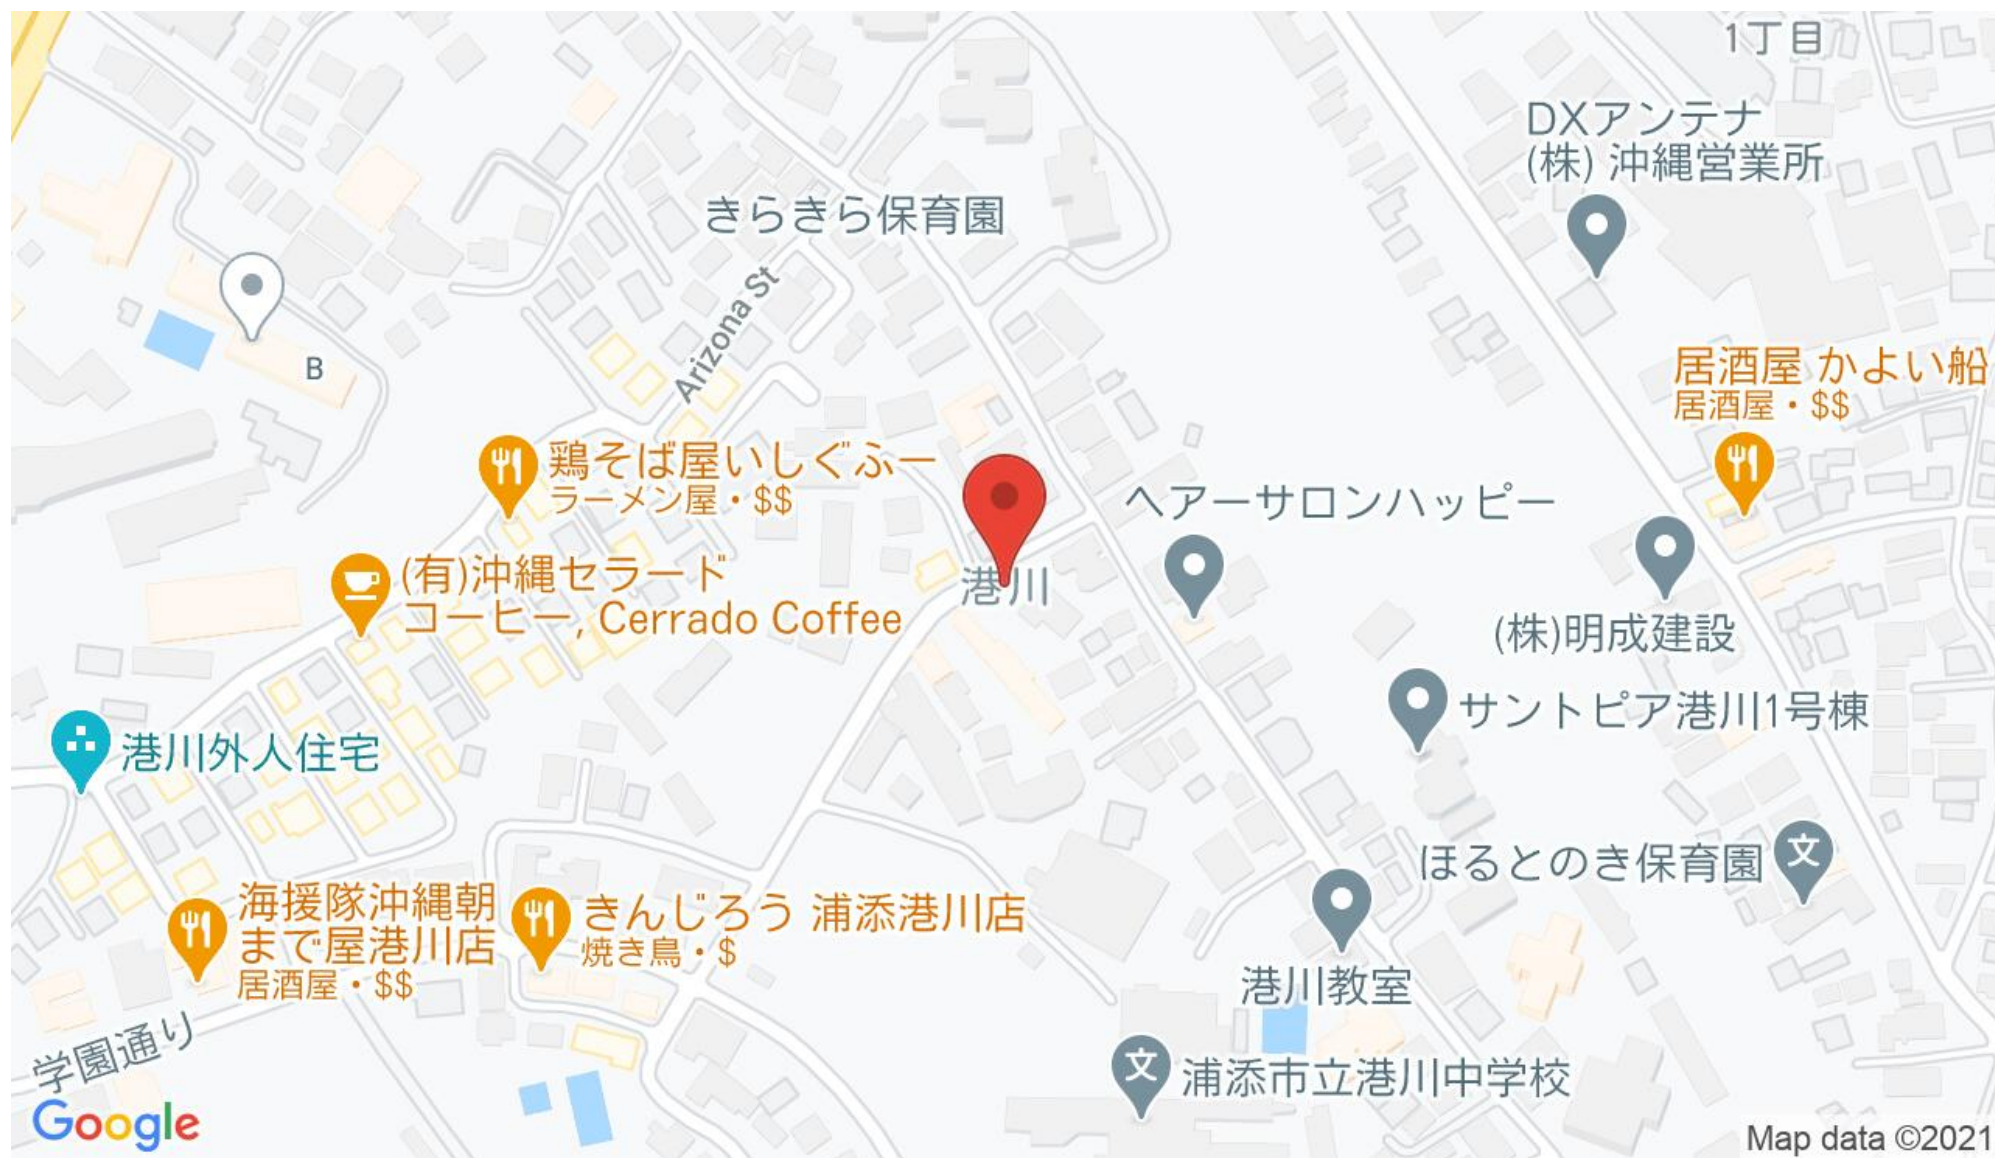 1丁目
DXアンテナ
(株) 沖縄営業所
きらきら保育園
Arizona St
B
居酒屋 かよい船
居酒屋・$$
鶏そば屋いしぐふー
ラーメン屋・$$
ヘアーサロンハッピー
(有)沖縄セラード
コーヒー, Cerrado Coffee
港川
(株)明成建設
サントピア港川1号棟
港川外人住宅
ほるとのき保育園
文
海援隊沖縄朝
まで屋港川店
居酒屋・$$
きんじろう 浦添港川店
焼き鳥・$
港川教室
学園通り
文
浦添市立港川中学校
Google
Map data ©2021